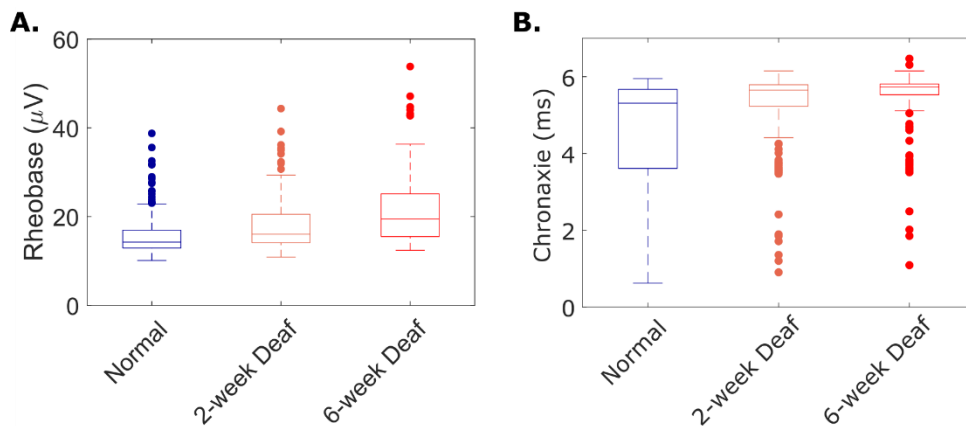 A.
Rheobase (μV)
60
40
20
0
Normal
2-week Deaf
6-week Deaf
B.
Chronaxie (ms)
6
4
2
0
Normal
2-week Deaf
6-week Deaf